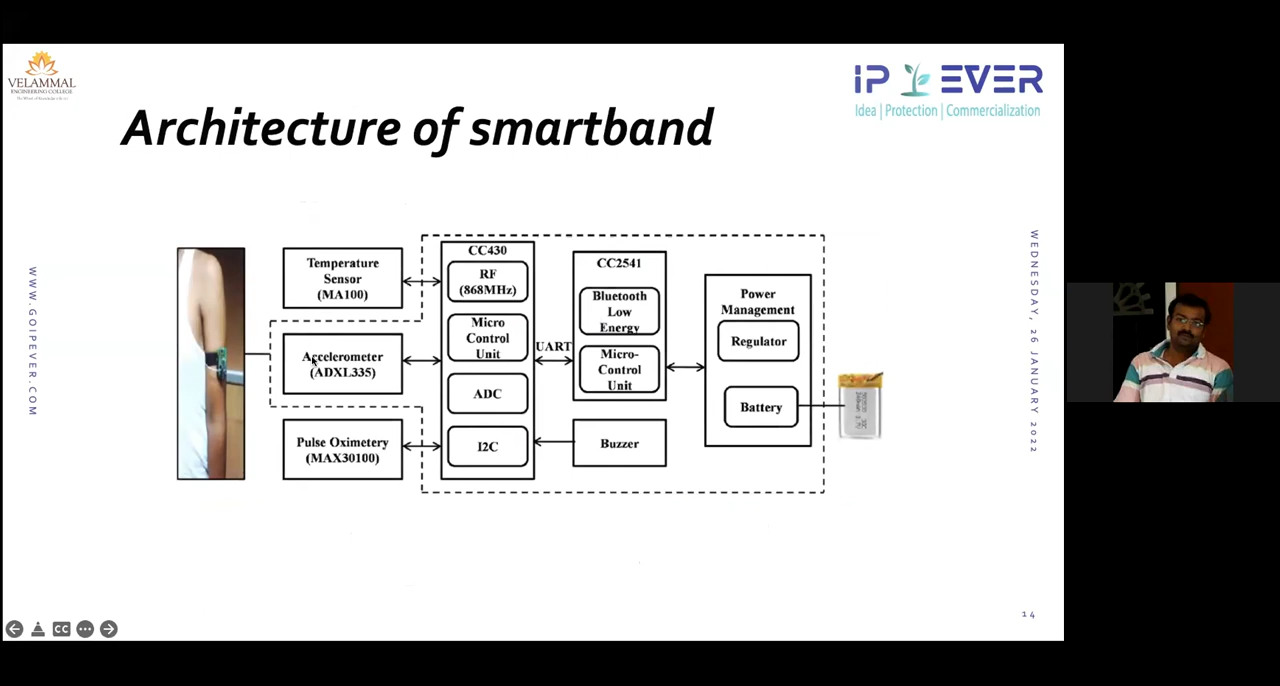 VELAMMAL
ENGINEERING COLLEGE
IP EVER
Idea | Protection | Commercialization
Architecture of smartband
WWW.GOIPEVER.COM
Temperature
Sensor
(MA100)
Accelerometer
(ADXL335)
Pulse Oximetery
(MAX30100)
CC430
RF
(868MHz)
Micro
Control
Unit
ADC
I2C
UART
CC2541
Bluetooth
Low
Energy
Micro-
Control
Unit
Buzzer
Power
Management
Regulator
Battery
WEDNESDAY, 26 JANUARY 2022
14
CC